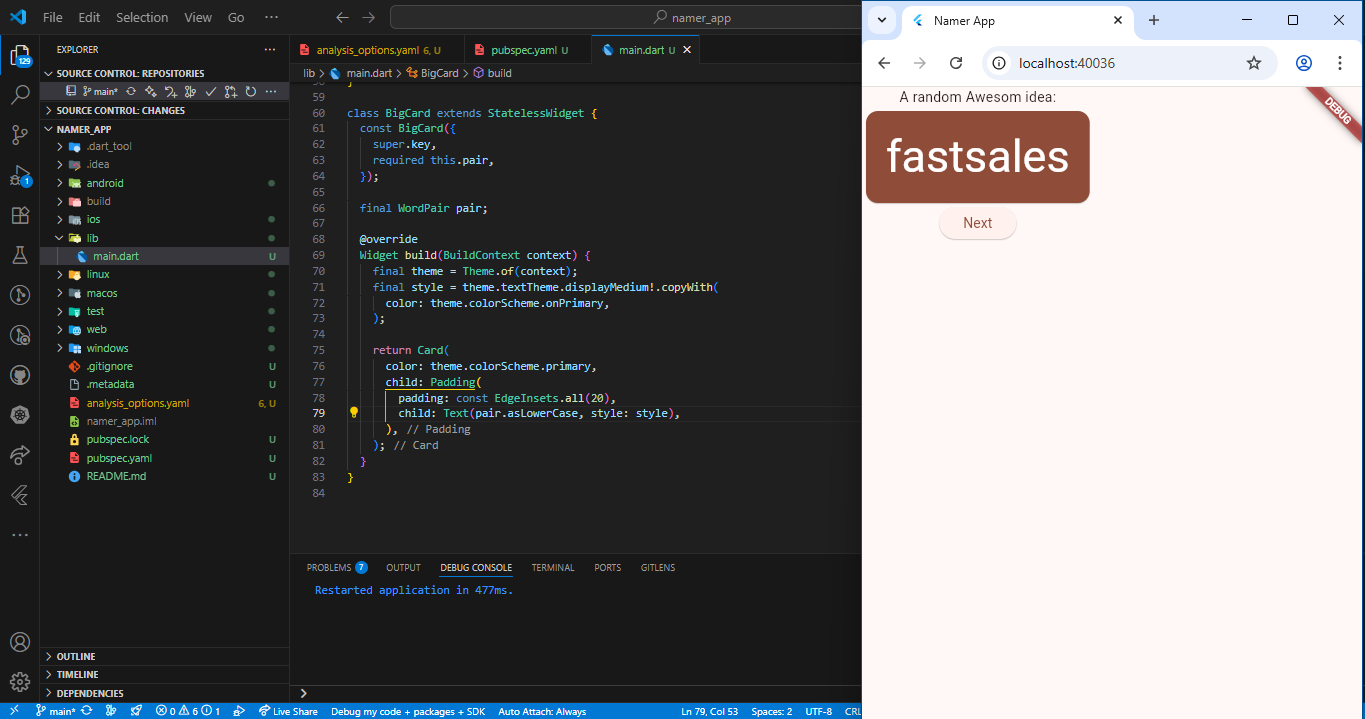 File Edit Selection View Go ···
namer_app
EXPLORER ···
SOURCE CONTROL: REPOSITORIES
main* ···
SOURCE CONTROL: CHANGES
NAMER_APP
.dart_tool
.idea
android
build
ios
lib
main.dart U
linux
macos
test
web
windows
.gitignore U
.metadata U
analysis_options.yaml 6, U
namer_app.iml
pubspec.lock U
pubspec.yaml U
README.md U
OUTLINE
TIMELINE
DEPENDENCIES
129
1
analysis_options.yaml 6, U
pubspec.yaml U
main.dart U
lib > main.dart > BigCard > build
58 }
59
60 class BigCard extends StatelessWidget {
61 const BigCard({
62 super.key,
63 required this.pair,
64 });
65
66 final WordPair pair;
67
68 @override
69 Widget build(BuildContext context) {
70 final theme = Theme.of(context);
71 final style = theme.textTheme.displayMedium!.copyWith(
72 color: theme.colorScheme.onPrimary,
73 );
74
75 return Card(
76 color: theme.colorScheme.primary,
77 child: Padding(
78 padding: const EdgeInsets.all(20),
79 child: Text(pair.asLowerCase, style: style),
80 ), // Padding
81 ); // Card
82 }
83 }
84
PROBLEMS 7 OUTPUT DEBUG CONSOLE TERMINAL PORTS GITLENS
Restarted application in 477ms.
main* 0 6 1 Live Share Debug my code + packages + SDK Auto Attach: Always Ln 79, Col 53 Spaces: 2 UTF-8 CRL
Namer App
localhost:40036
A random Awesom idea:
DEBUG
fastsales
Next